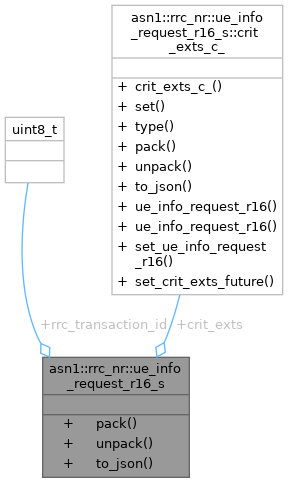 asn1::rrc_nr::ue_info
_request_r16_s::crit
_exts_c_
+ crit_exts_c_()
+ set()
+ type()
+ pack()
+ unpack()
+ to_json()
+ ue_info_request_r16()
+ ue_info_request_r16()
+ set_ue_info_request
_r16()
+ set_crit_exts_future()
uint8_t
+rrc_transaction_id
+crit_exts
asn1::rrc_nr::ue_info
_request_r16_s
+ pack()
+ unpack()
+ to_json()